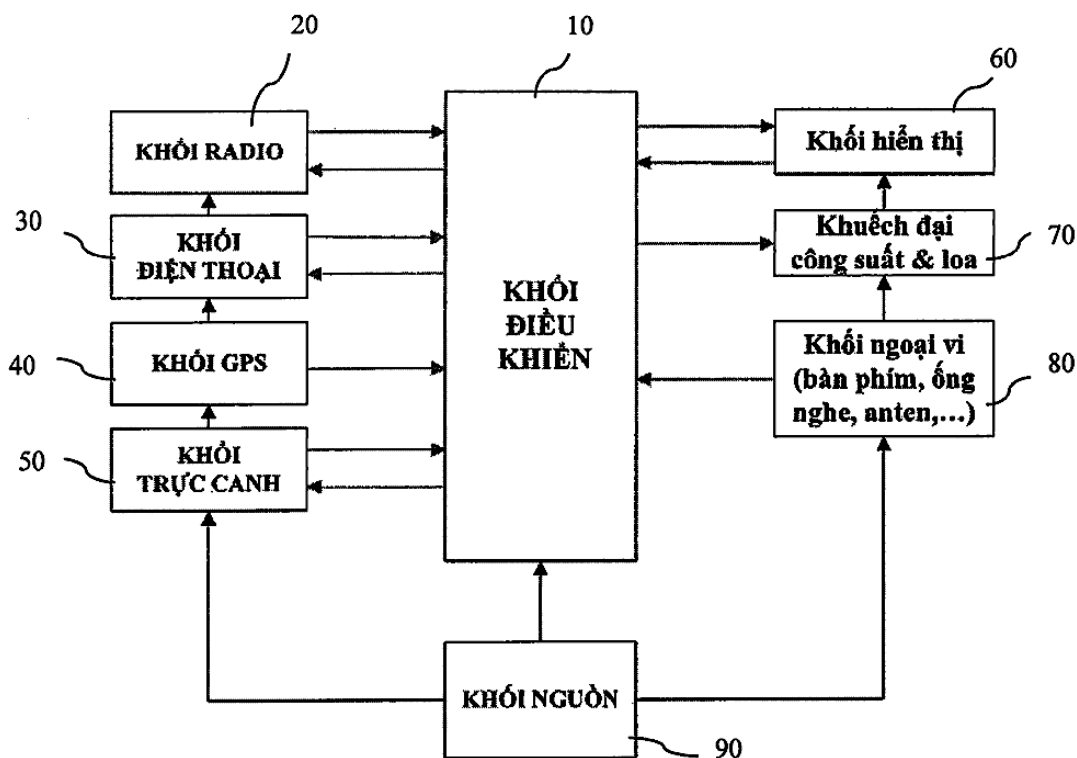 20
10
60
KHỐI RADIO
Khối hiển thị
30
KHỐI
ĐIỆN THOẠI
Khuếch đại
công suất & loa
70
KHỐI
ĐIỀU
KHIỂN
40
KHỐI GPS
Khối ngoại vi
(bàn phím, ống
nghe, anten,...)
80
50
KHỐI
TRỰC CANH
KHỐI NGUỒN
90